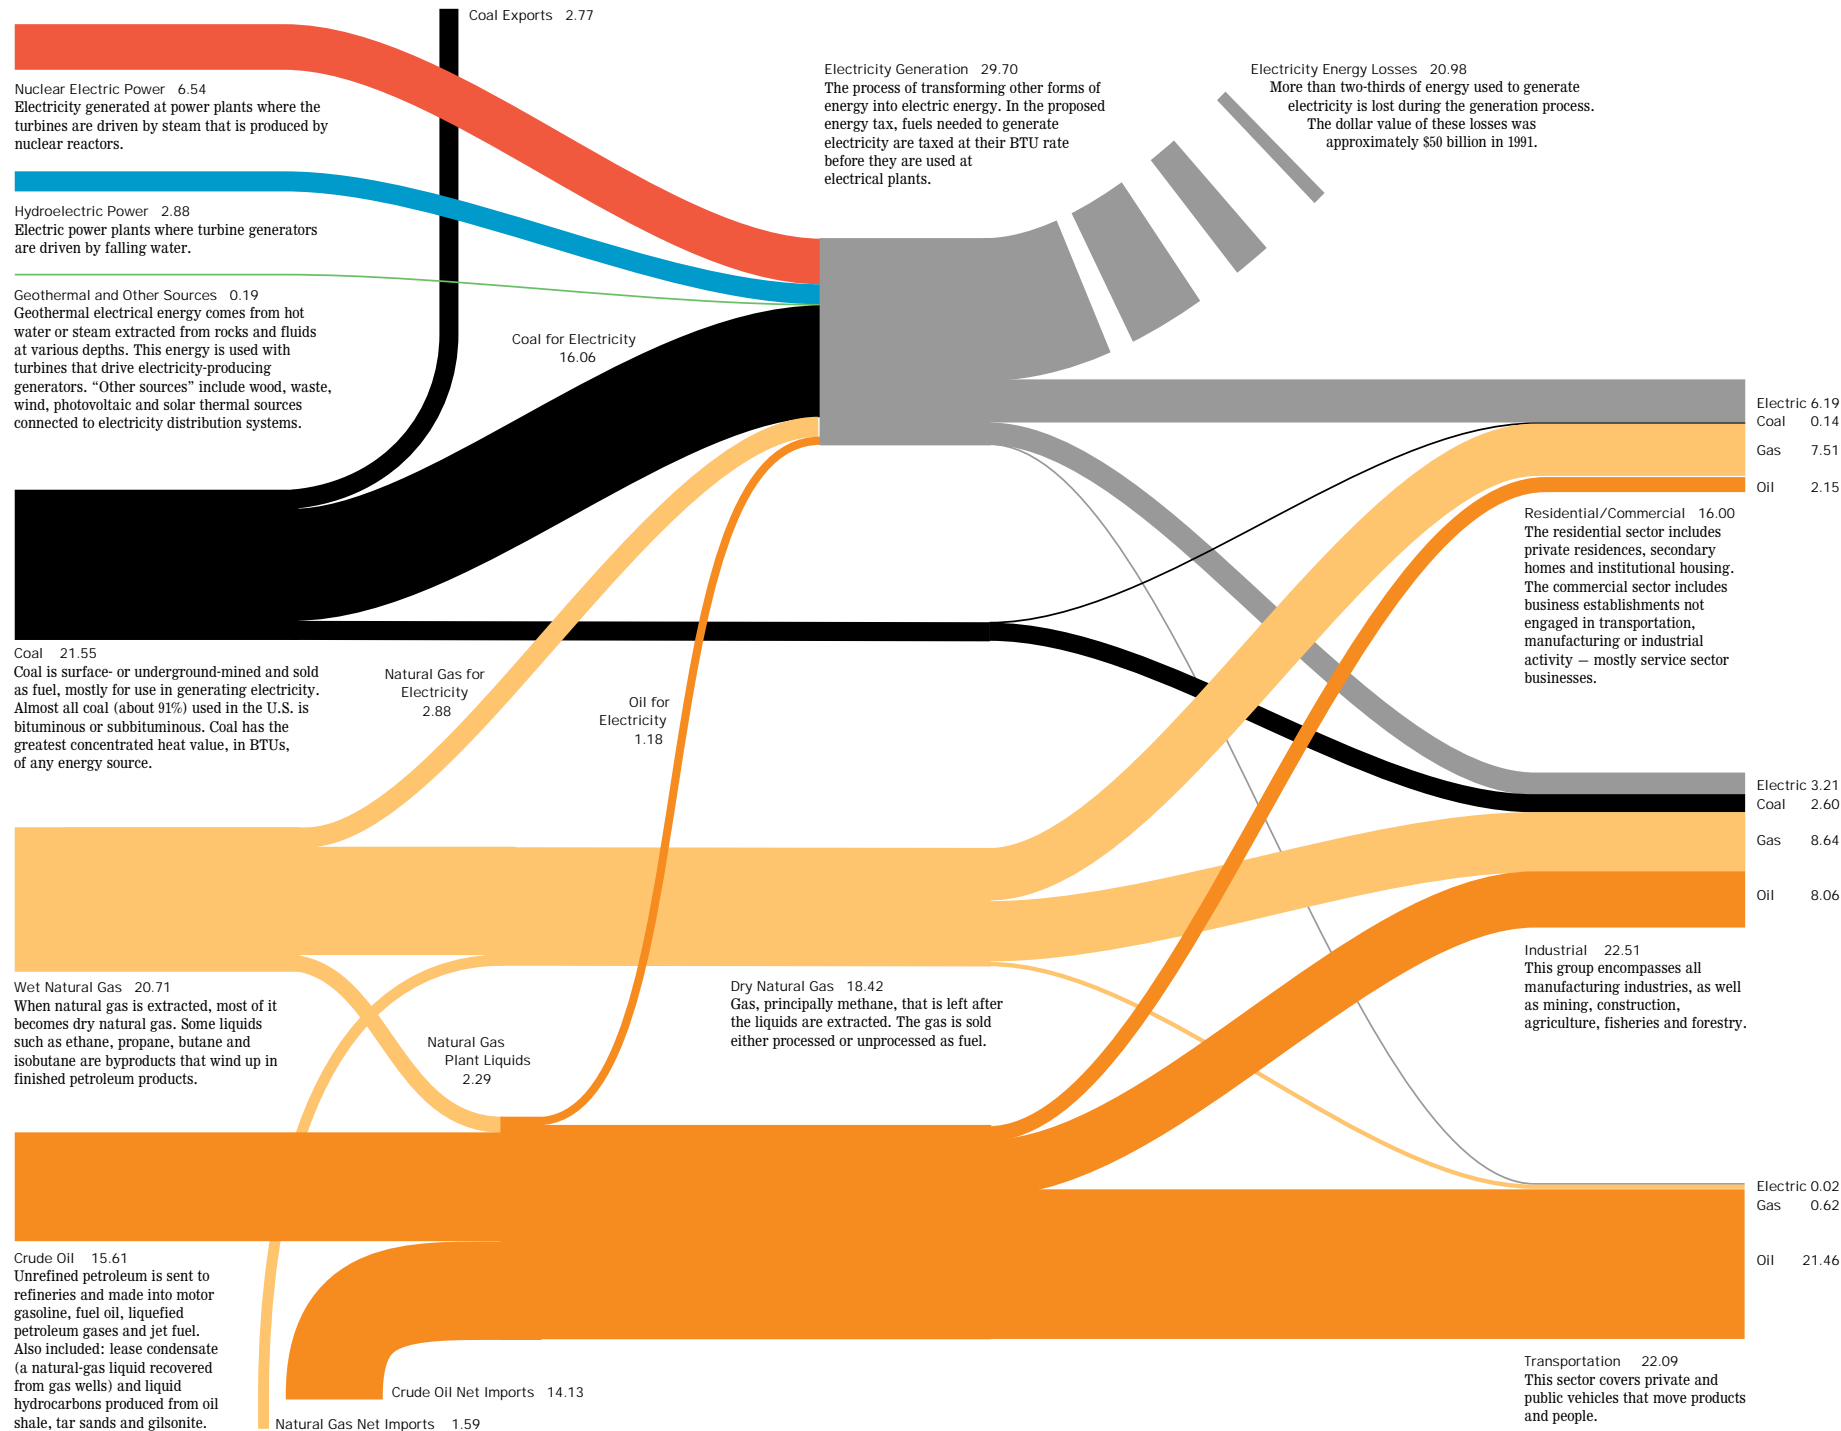 Coal Exports 2.77
Nuclear Electric Power 6.54
Electricity generated at power plants where the
turbines are driven by steam that is produced by
nuclear reactors.
Hydroelectric Power 2.88
Electric power plants where turbine generators
are driven by falling water.
Geothermal and Other Sources 0.19
Geothermal electrical energy comes from hot
water or steam extracted from rocks and fluids
at various depths. This energy is used with
turbines that drive electricity-producing
generators. “Other sources” include wood, waste,
wind, photovoltaic and solar thermal sources
connected to electricity distribution systems.
Electricity Generation 29.70
The process of transforming other forms of
energy into electric energy. In the proposed
energy tax, fuels needed to generate
electricity are taxed at their BTU rate
before they are used at
electrical plants.
Electricity Energy Losses 20.98
More than two-thirds of energy used to generate
electricity is lost during the generation process.
The dollar value of these losses was
approximately $50 billion in 1991.
Coal for Electricity
16.06
Coal 21.55
Coal is surface- or underground-mined and sold
as fuel, mostly for use in generating electricity.
Almost all coal (about 91%) used in the U.S. is
bituminous or subbituminous. Coal has the
greatest concentrated heat value, in BTUs,
of any energy source.
Natural Gas for
Electricity
2.88
Oil for
Electricity
1.18
Electric 6.19
Coal 0.14
Gas 7.51
Oil 2.15
Residential/Commercial 16.00
The residential sector includes
private residences, secondary
homes and institutional housing.
The commercial sector includes
business establishments not
engaged in transportation,
manufacturing or industrial
activity — mostly service sector
businesses.
Electric 3.21
Coal 2.60
Gas 8.64
Oil 8.06
Industrial 22.51
This group encompasses all
manufacturing industries, as well
as mining, construction,
agriculture, fisheries and forestry.
Wet Natural Gas 20.71
When natural gas is extracted, most of it
becomes dry natural gas. Some liquids
such as ethane, propane, butane and
isobutane are byproducts that wind up in
finished petroleum products.
Natural Gas
Plant Liquids
2.29
Dry Natural Gas 18.42
Gas, principally methane, that is left after
the liquids are extracted. The gas is sold
either processed or unprocessed as fuel.
Electric 0.02
Gas 0.62
Oil 21.46
Crude Oil 15.61
Unrefined petroleum is sent to
refineries and made into motor
gasoline, fuel oil, liquefied
petroleum gases and jet fuel.
Also included: lease condensate
(a natural-gas liquid recovered
from gas wells) and liquid
hydrocarbons produced from oil
shale, tar sands and gilsonite.
Crude Oil Net Imports 14.13
Natural Gas Net Imports 1.59
Transportation 22.09
This sector covers private and
public vehicles that move products
and people.